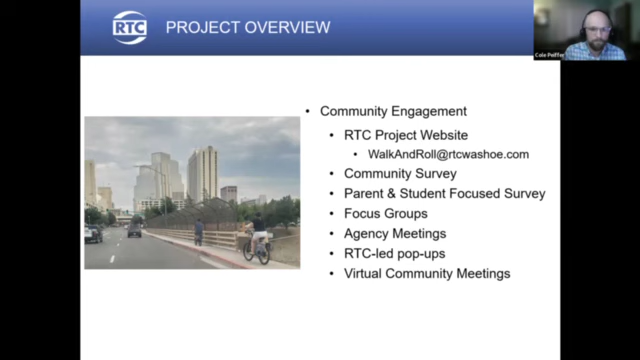 RTC
PROJECT OVERVIEW
Cole Peiffer
• Community Engagement
• RTC Project Website
• WalkAndRoll@rtcwashoe.com
• Community Survey
• Parent & Student Focused Survey
• Focus Groups
• Agency Meetings
• RTC-led pop-ups
• Virtual Community Meetings